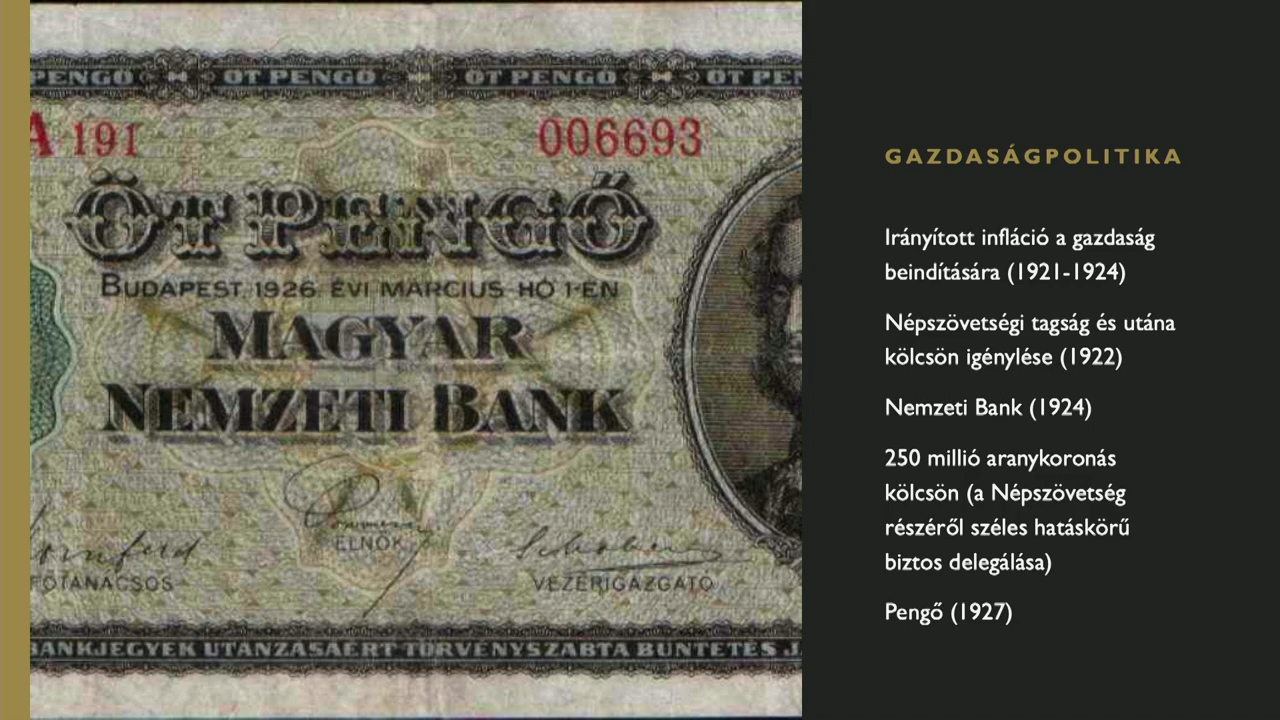 PENGŐ ÖT PENGŐ ÖT PENGŐ ÖT PEN
A 191 006693
ÖT PENGŐ
BUDAPEST, 1926 ÉVI MÁRCIUS HÓ 1-ÉN
MAGYAR
NEMZETI BANK
ELNÖK
FŐTANÁCSOS VEZÉRIGAZGATÓ
BANKJEGYEK UTÁNZÁSÁÉRT TÖRVÉNYSZABTA BÜNTETÉS J
GAZDASÁGPOLITIKA
Irányított infláció a gazdaság
beindítására (1921-1924)
Népszövetségi tagság és utána
kölcsön igénylése (1922)
Nemzeti Bank (1924)
250 millió aranykoronás
kölcsön (a Népszövetség
részéről széles hatáskörű
biztos delegálása)
Pengő (1927)